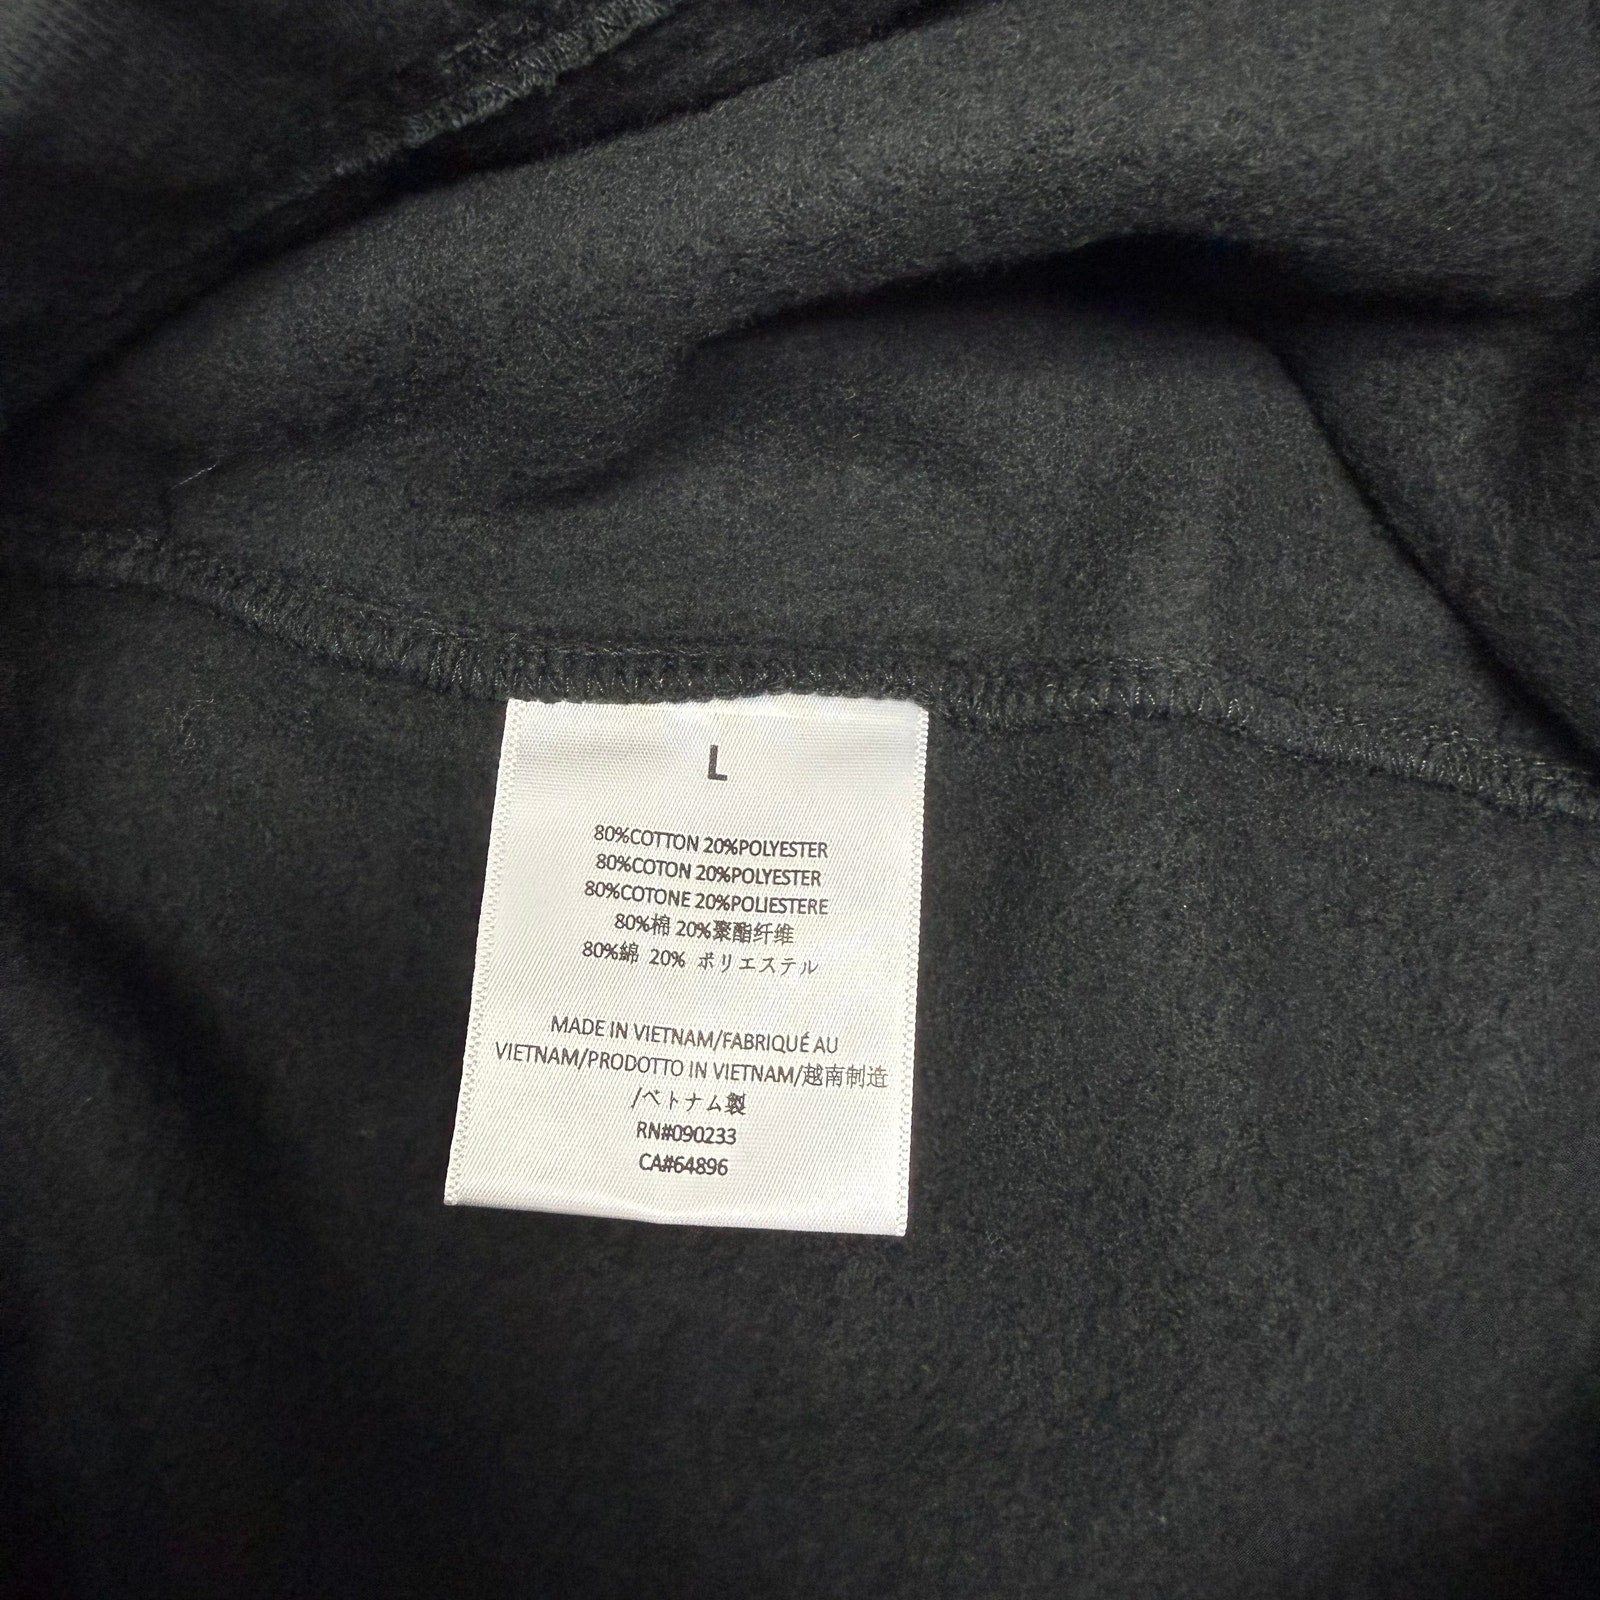 L
80%COTTON 20%POLYESTER
80%COTON 20%POLYESTER
80%COTONE 20%POLIESTERE
80%棉 20%聚酯纤维
80%綿 20% ポリエステル
MADE IN VIETNAM/FABRIQUÉ AU
VIETNAM/PRODOTTO IN VIETNAM/越南制造
/ベトナム製
RN#090233
CA#64896